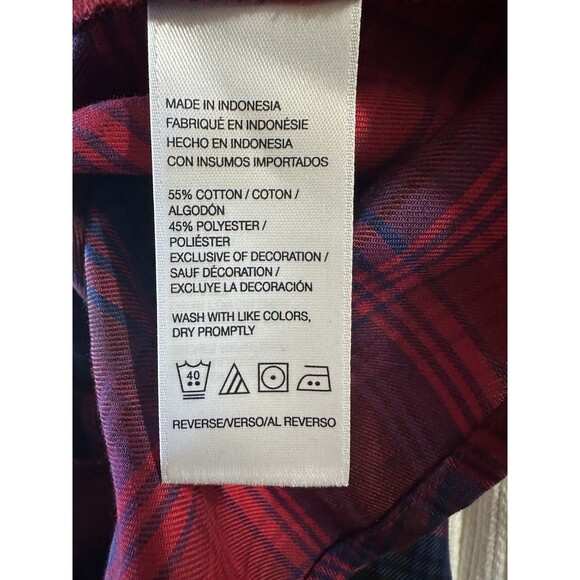 MADE IN INDONESIA
FABRIQUÉ EN INDONÉSIE
HECHO EN INDONESIA
CON INSUMOS IMPORTADOS
55% COTTON / COTON /
ALGODÓN
45% POLYESTER /
POLIÉSTER
EXCLUSIVE OF DECORATION /
SAUF DÉCORATION /
EXCLUYE LA DECORACIÓN
WASH WITH LIKE COLORS,
DRY PROMPTLY
40
REVERSE/VERSO/AL REVERSO